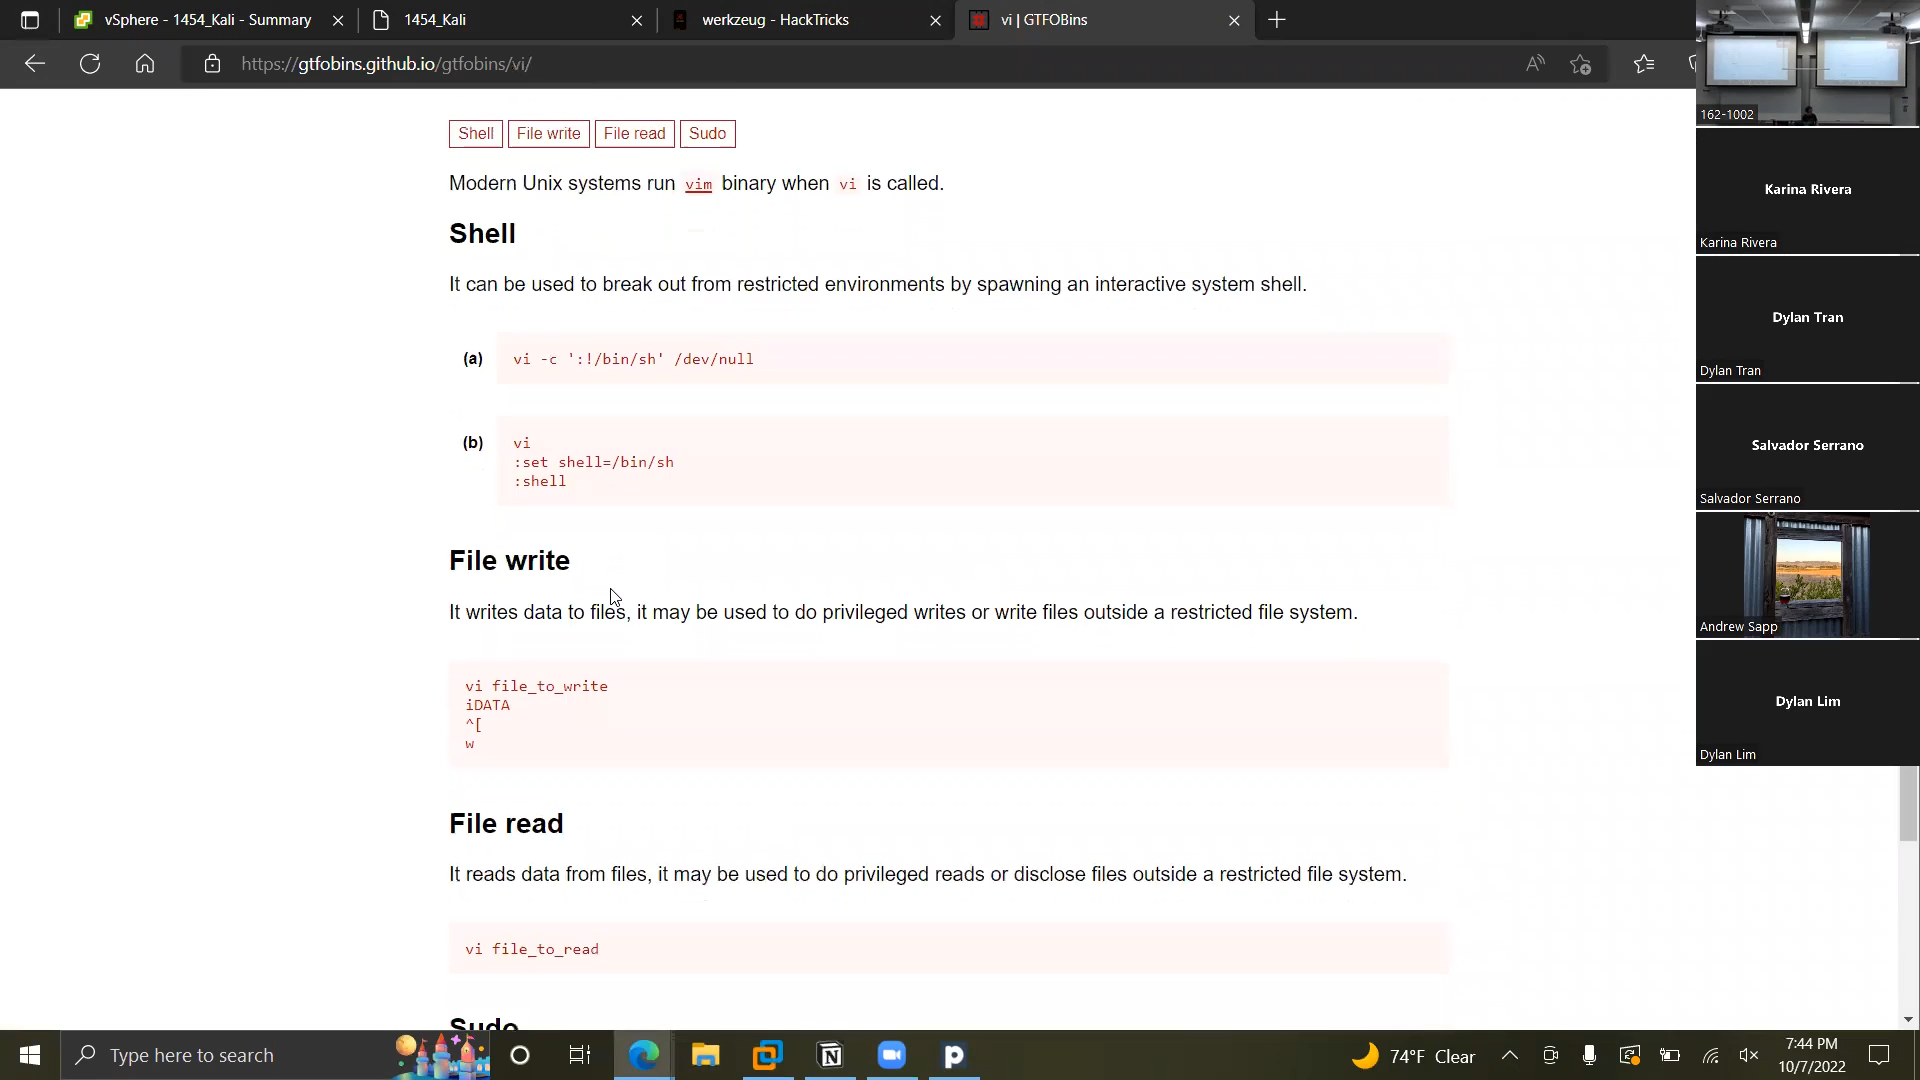 vSphere - 1454_Kali - Summary
1454_Kali
werkzeug - HackTricks
vi | GTFOBins
https://gtfobins.github.io/gtfobins/vi/
Shell
File write
File read
Sudo
Modern Unix systems run vim binary when vi is called.
Shell
It can be used to break out from restricted environments by spawning an interactive system shell.
(a)
vi -c ':!/bin/sh' /dev/null
(b)
vi
:set shell=/bin/sh
:shell
File write
It writes data to files, it may be used to do privileged writes or write files outside a restricted file system.
vi file_to_write
iDATA
^[
w
File read
It reads data from files, it may be used to do privileged reads or disclose files outside a restricted file system.
vi file_to_read
Sudo
162-1002
Karina Rivera
Karina Rivera
Dylan Tran
Dylan Tran
Salvador Serrano
Salvador Serrano
Andrew Sapp
Dylan Lim
Dylan Lim
Type here to search
74°F Clear
7:44 PM
10/7/2022